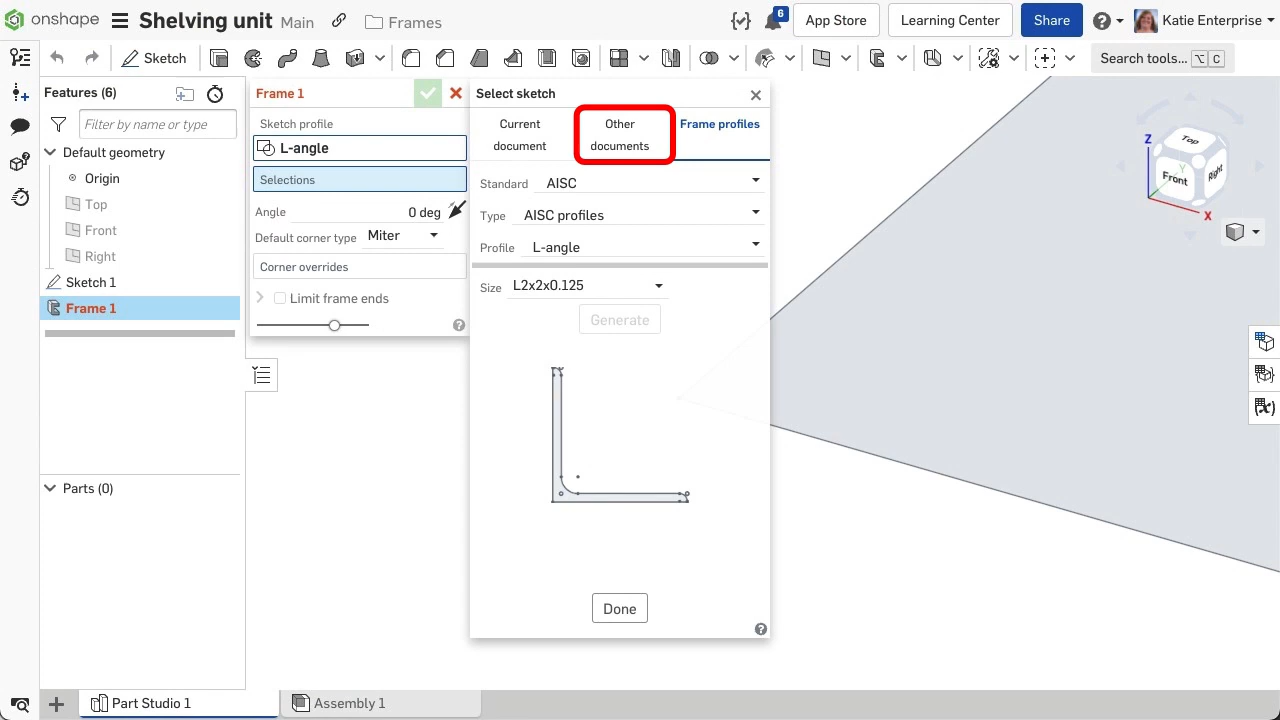 onshape
Shelving unit Main Frames
6
App Store
Learning Center
Share
Katie Enterprise
Sketch
Search tools... ⌥ C
Features (6)
Filter by name or type
Default geometry
Origin
Top
Front
Right
Sketch 1
Frame 1
Parts (0)
Frame 1
Sketch profile
L-angle
Selections
Angle 0 deg
Default corner type Miter
Corner overrides
Limit frame ends
Select sketch
Current
document
Other
documents
Frame profiles
Standard AISC
Type AISC profiles
Profile L-angle
Size L2x2x0.125
Generate
Done
Z
Top
Y
Front
Right
X
Part Studio 1
Assembly 1